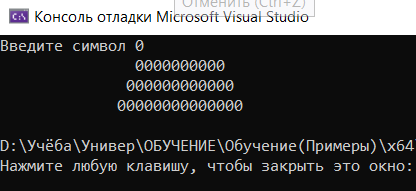 Отменить (Ctrl+Z)
Консоль отладки Microsoft Visual Studio
Введите символ 0
0000000000
000000000000
00000000000000
D:\Учёба\Универ\ОБУЧЕНИЕ\Обучение(Примеры)\x64
Нажмите любую клавишу, чтобы закрыть это окно: